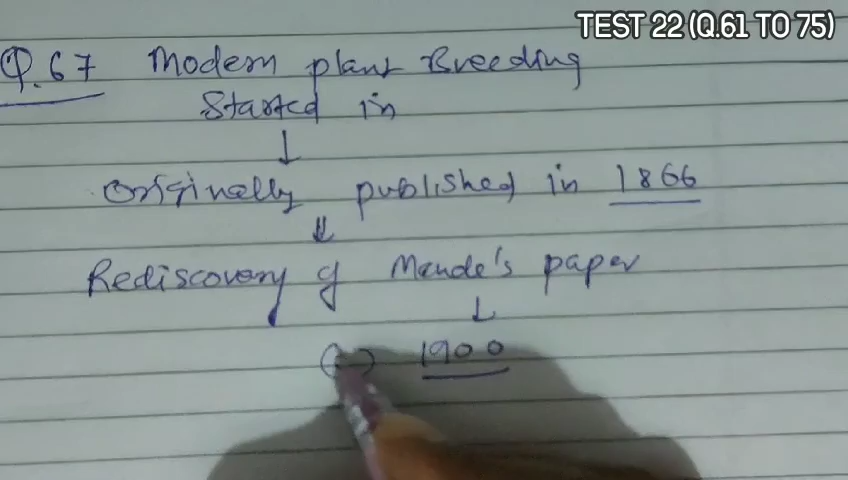 TEST 22 (Q.61 TO 75)
Q.67 Modern plant Breeding
Started in
↓
Originally published in 1866
⇓
Rediscovery of Mende's paper
↓
( ) 1900